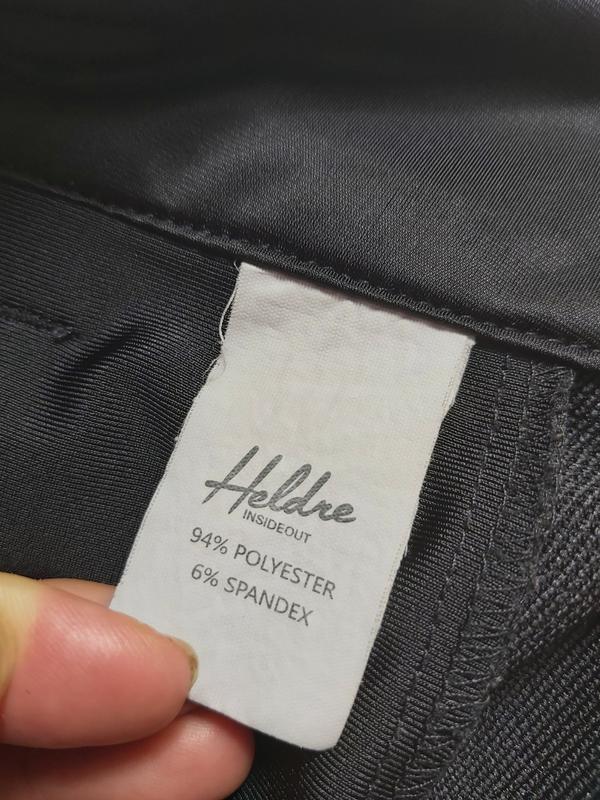 Heldre
INSIDEOUT
94% POLYESTER
6% SPANDEX